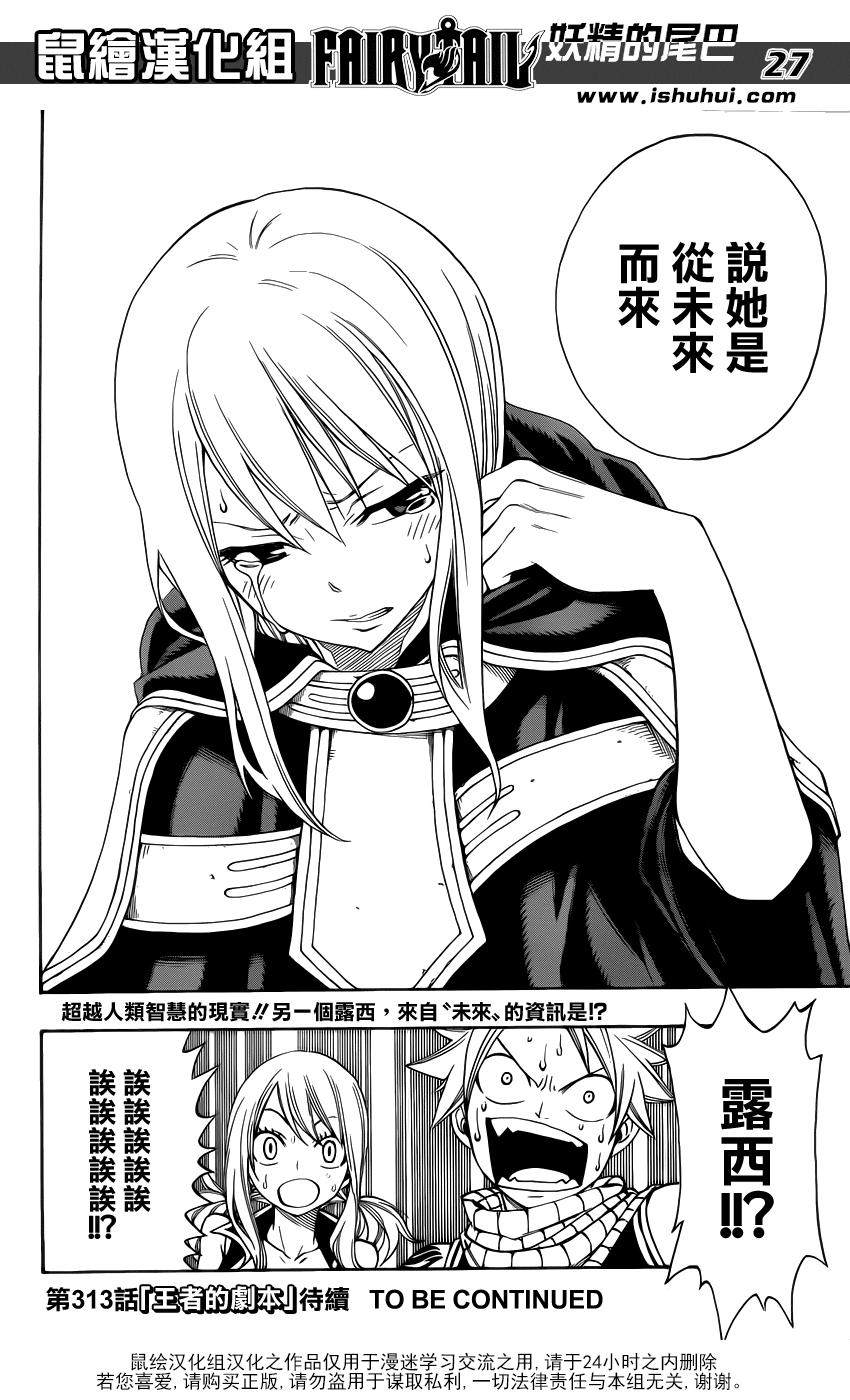 鼠繪漢化組 FAIRY TAIL 妖精的尾巴 27
www.ishuhui.com
說她是
從未來
而來
超越人類智慧的現實!!另一個露西，來自〝未來〟的資訊是!?
露西!!?
誒誒誒誒誒
誒誒誒誒誒!!?
第313話「王者的劇本」待續 TO BE CONTINUED
鼠绘汉化组汉化之作品仅用于漫迷学习交流之用,请于24小时之内删除
若您喜爱,请购买正版,请勿盗用于谋取私利,一切法律责任与本组无关,谢谢。